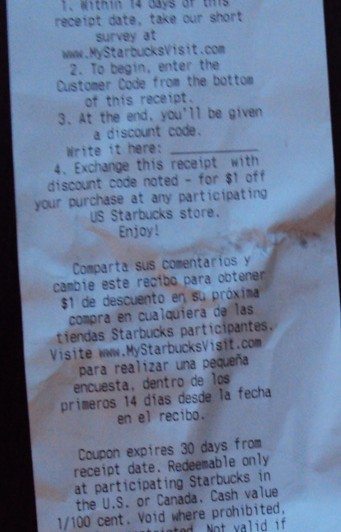 1. Within 14 days of this
receipt date, take our short
survey at
www.MyStarbucksVisit.com
2. To begin, enter the
Customer Code from the bottom
of this receipt.
3. At the end, you'll be given
a discount code.
Write it here: __________
4. Exchange this receipt with
discount code noted - for $1 off
your purchase at any participating
US Starbucks store.
Enjoy!
Comparta sus comentarios y
cambie este recibo para obtener
$1 de descuento en su próxima
compra en cualquiera de las
tiendas Starbucks participantes.
Visite www.MyStarbucksVisit.com
para realizar una pequeña
encuesta, dentro de los
primeros 14 días desde la fecha
en el recibo.
Coupon expires 30 days from
receipt date. Redeemable only
at participating Starbucks in
the U.S. or Canada. Cash value
1/100 cent. Void where prohibited,
Not valid if